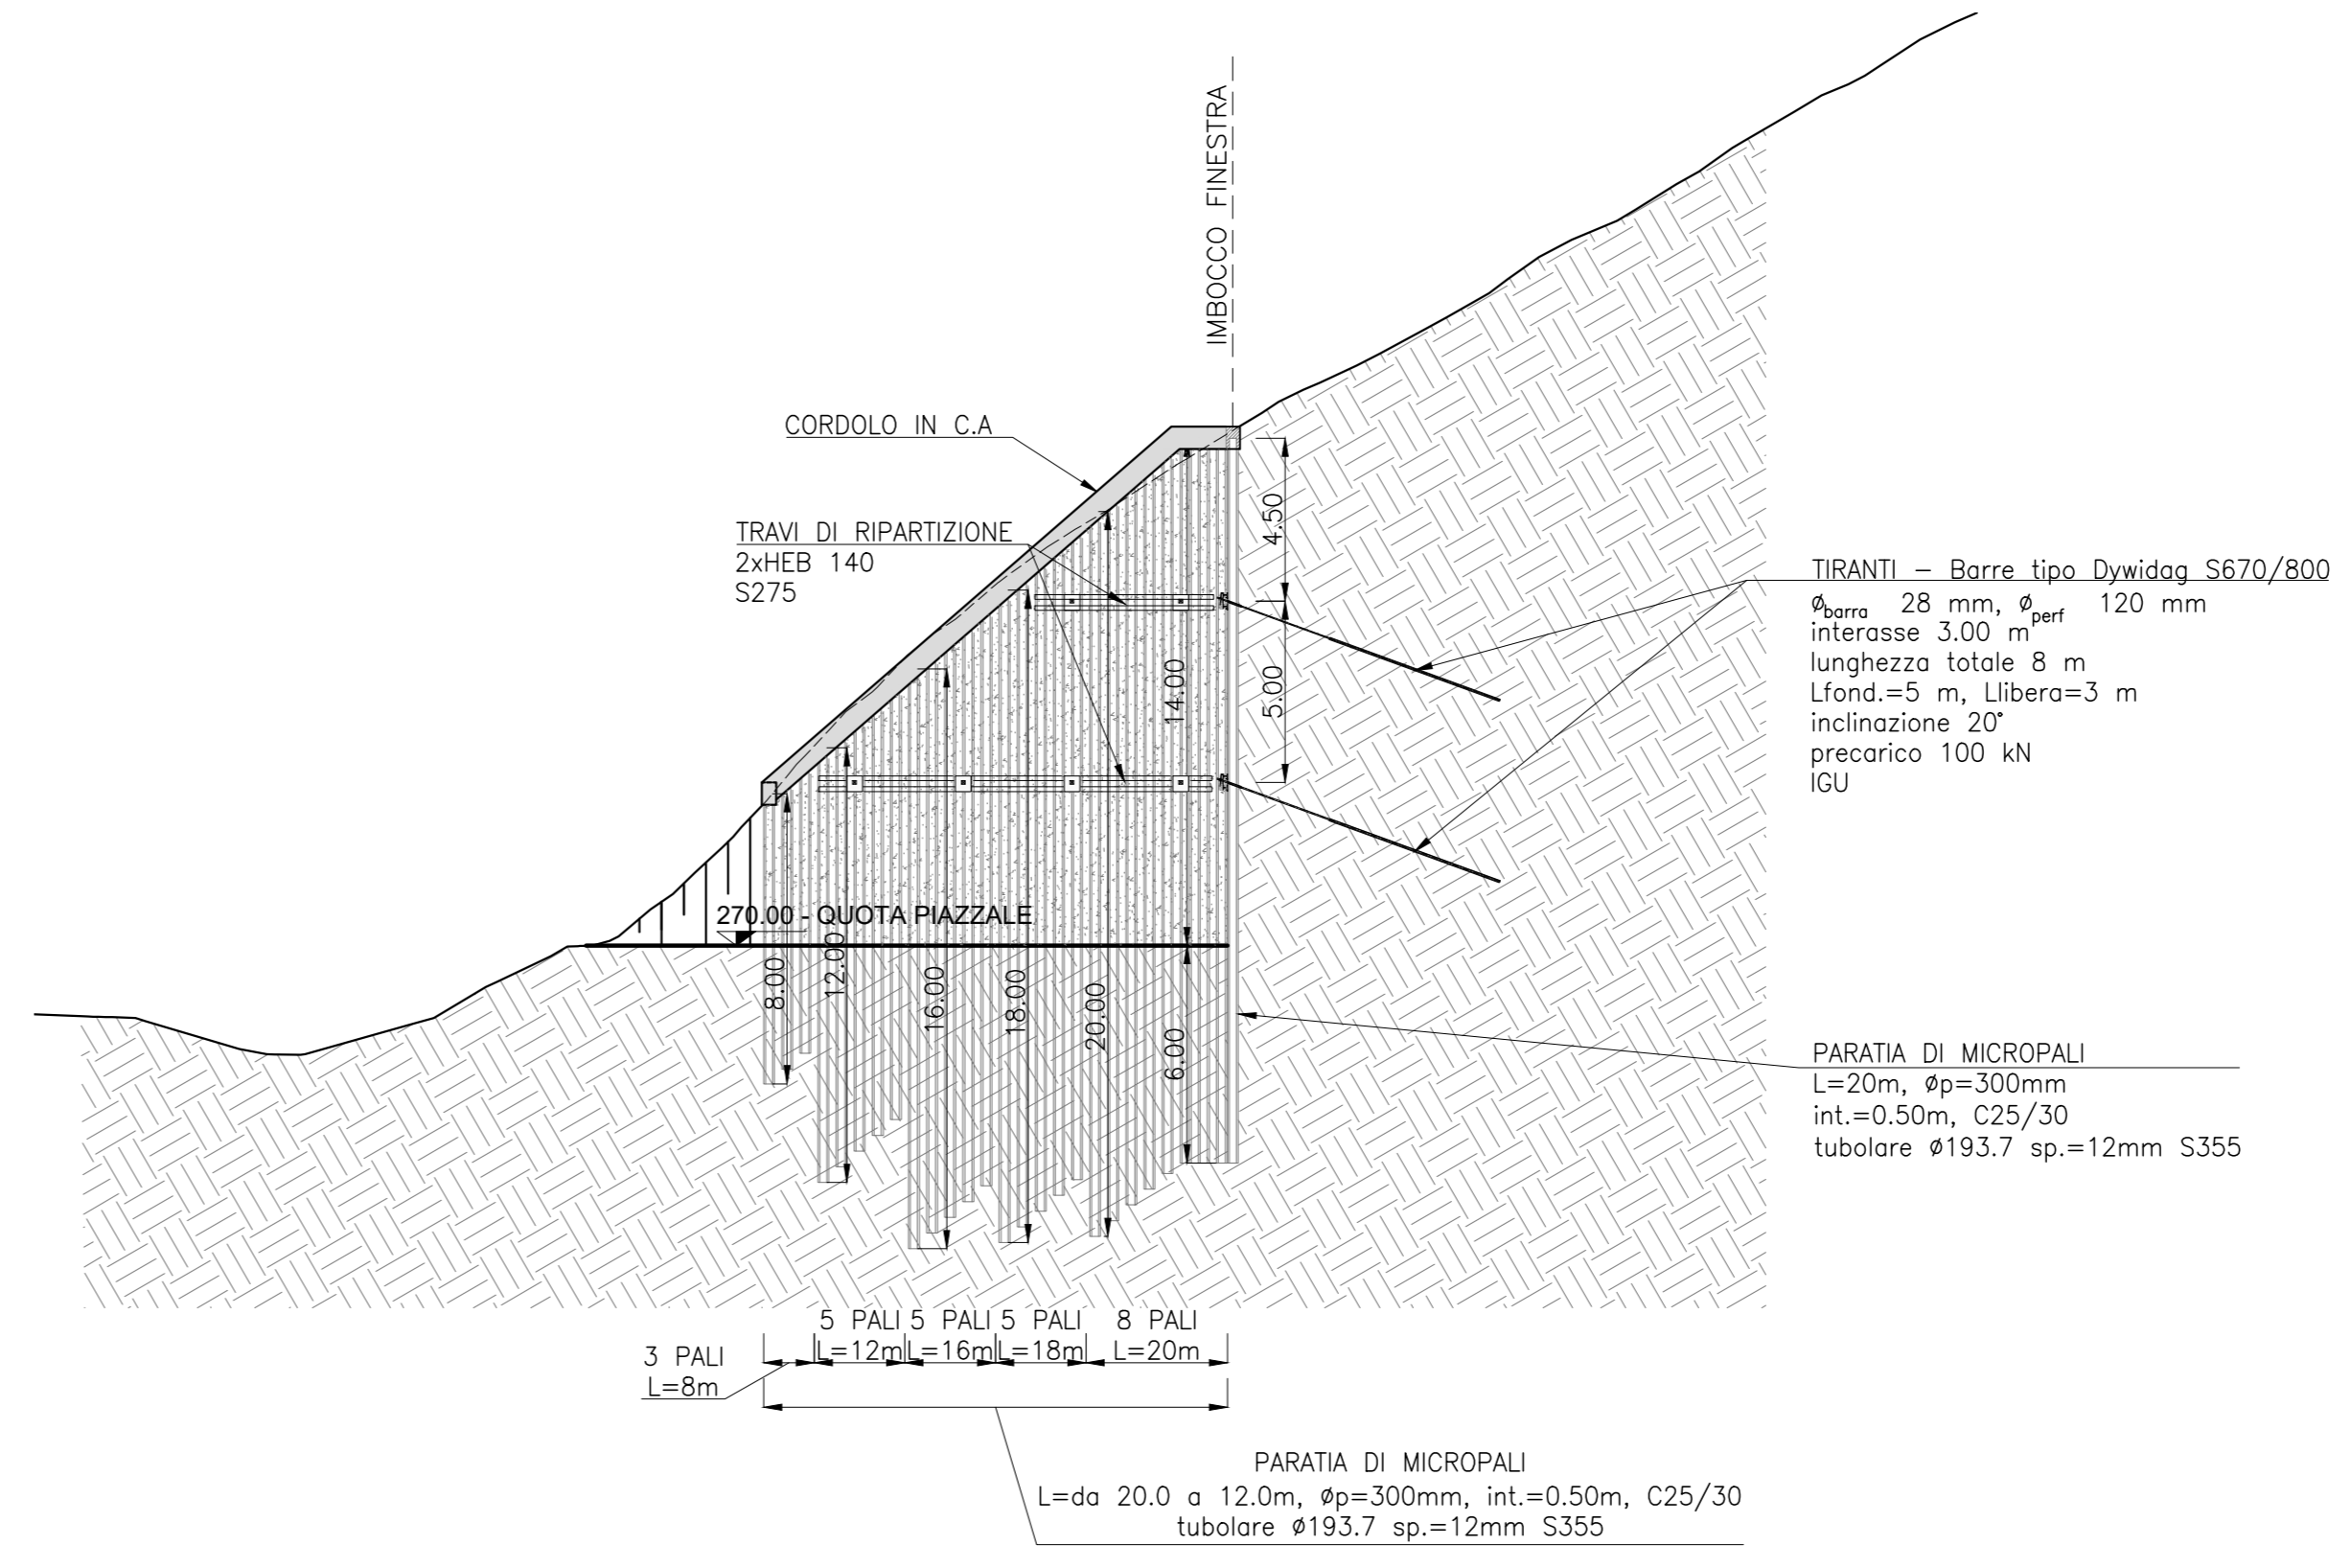 IMBOCCO FINESTRA
CORDOLO IN C.A
TRAVI DI RIPARTIZIONE
2xHEB 140
S275
4.50
5.00
14.00
TIRANTI – Barre tipo Dywidag S670/800
Øbarra 28 mm, Øperf 120 mm
interasse 3.00 m
lunghezza totale 8 m
Lfond.=5 m, Llibera=3 m
inclinazione 20°
precarico 100 kN
IGU
270.00 - QUOTA PIAZZALE
8.00
12.00
16.00
18.00
20.00
6.00
PARATIA DI MICROPALI
L=20m, Øp=300mm
int.=0.50m, C25/30
tubolare Ø193.7 sp.=12mm S355
3 PALI
L=8m
5 PALI
L=12m
5 PALI
L=16m
5 PALI
L=18m
8 PALI
L=20m
PARATIA DI MICROPALI
L=da 20.0 a 12.0m, Øp=300mm, int.=0.50m, C25/30
tubolare Ø193.7 sp.=12mm S355